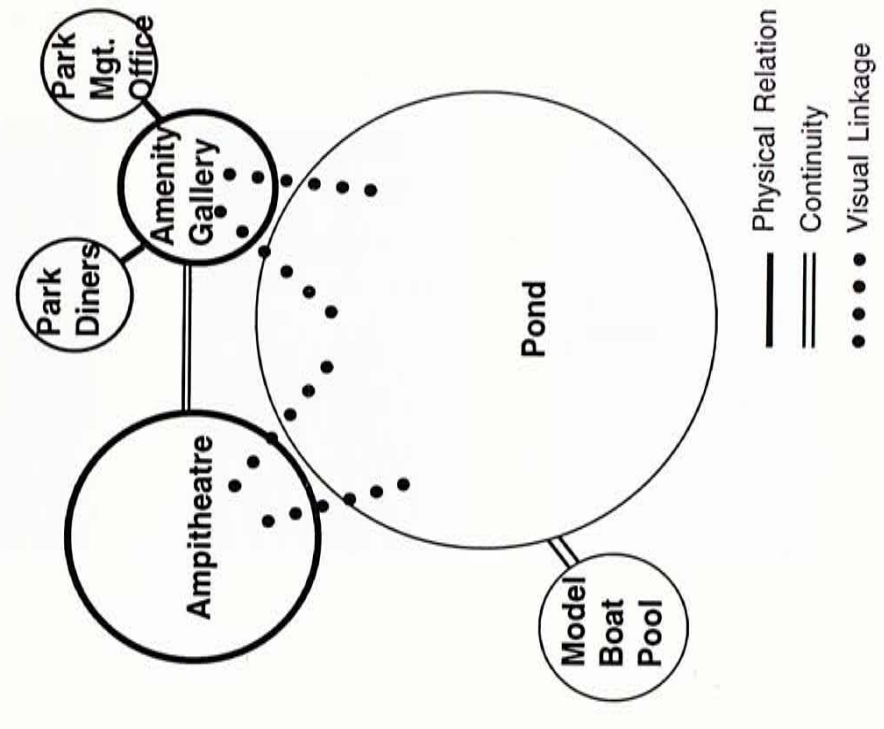 Park
Mgt.
Office
Amenity
Gallery
Park
Diners
Ampitheatre
Pond
Model
Boat
Pool
Physical Relation
Continuity
Visual Linkage